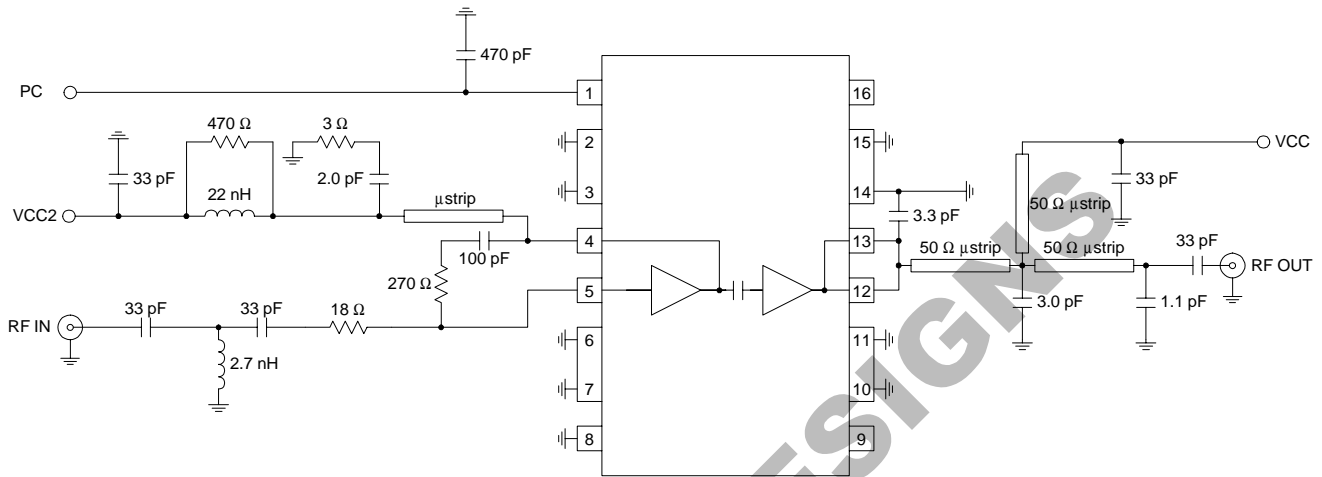 470 pF
PC
1
16
470 Ω
3 Ω
2
15
33 pF
2.0 pF
22 nH
3
14
33 pF
VCC
VCC2
µstrip
3.3 pF
50 Ω µstrip
4
13
100 pF
50 Ω µstrip
50 Ω µstrip
33 pF
RF OUT
270 Ω
5
12
33 pF
33 pF
18 Ω
3.0 pF
1.1 pF
RF IN
6
11
2.7 nH
7
10
8
9
ESIGNS